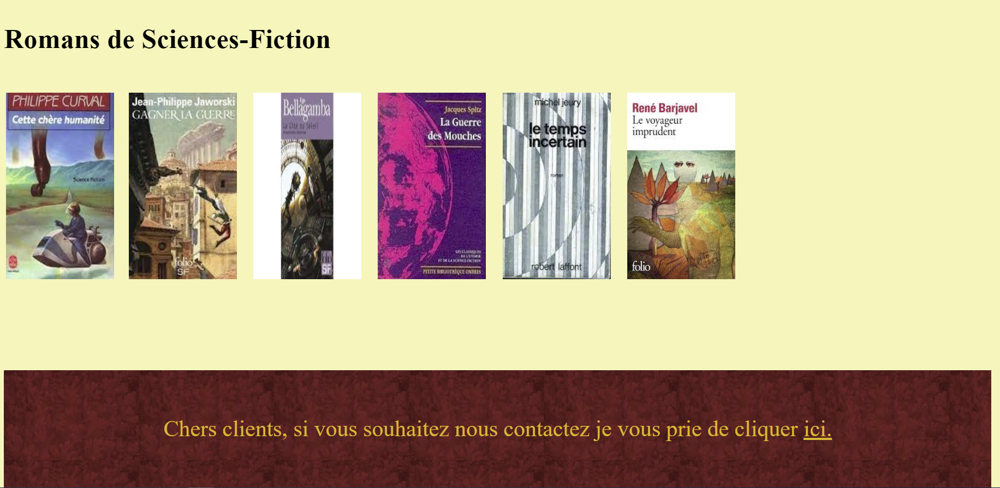 Romans de Sciences-Fiction
PHILIPPE CURVAL
Cette chère humanité
Science Fiction
Jean-Philippe Jaworski
GAGNER LA GUERRE
folio
SF
Ugo
Bellagamba
La Cité du Soleil
SF
Jacques Spitz
La Guerre
des Mouches
LES CLASSIQUES
DE L'UTOPIE
ET DE LA SCIENCE-FICTION
PETITE BIBLIOTHÈQUE OMBRES
michel jeury
le temps
incertain
roman
robert laffont
René Barjavel
Le voyageur
imprudent
folio
Chers clients, si vous souhaitez nous contactez je vous prie de cliquer ici.